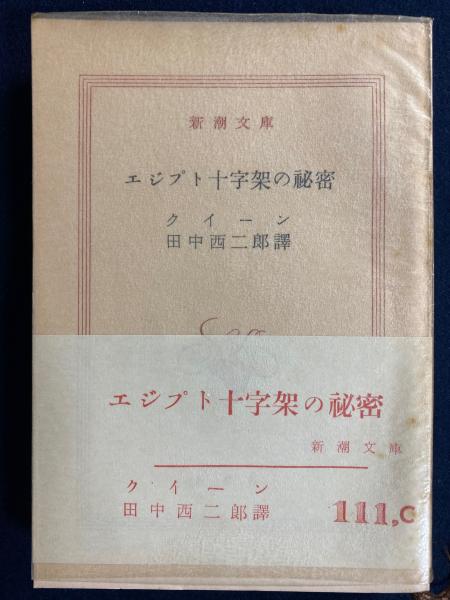 新潮文庫
エジプト十字架の秘密
クイーン
田中西二郎譯
エジプト十字架の秘密
新潮文庫
クイーン
田中西二郎譯
111,C